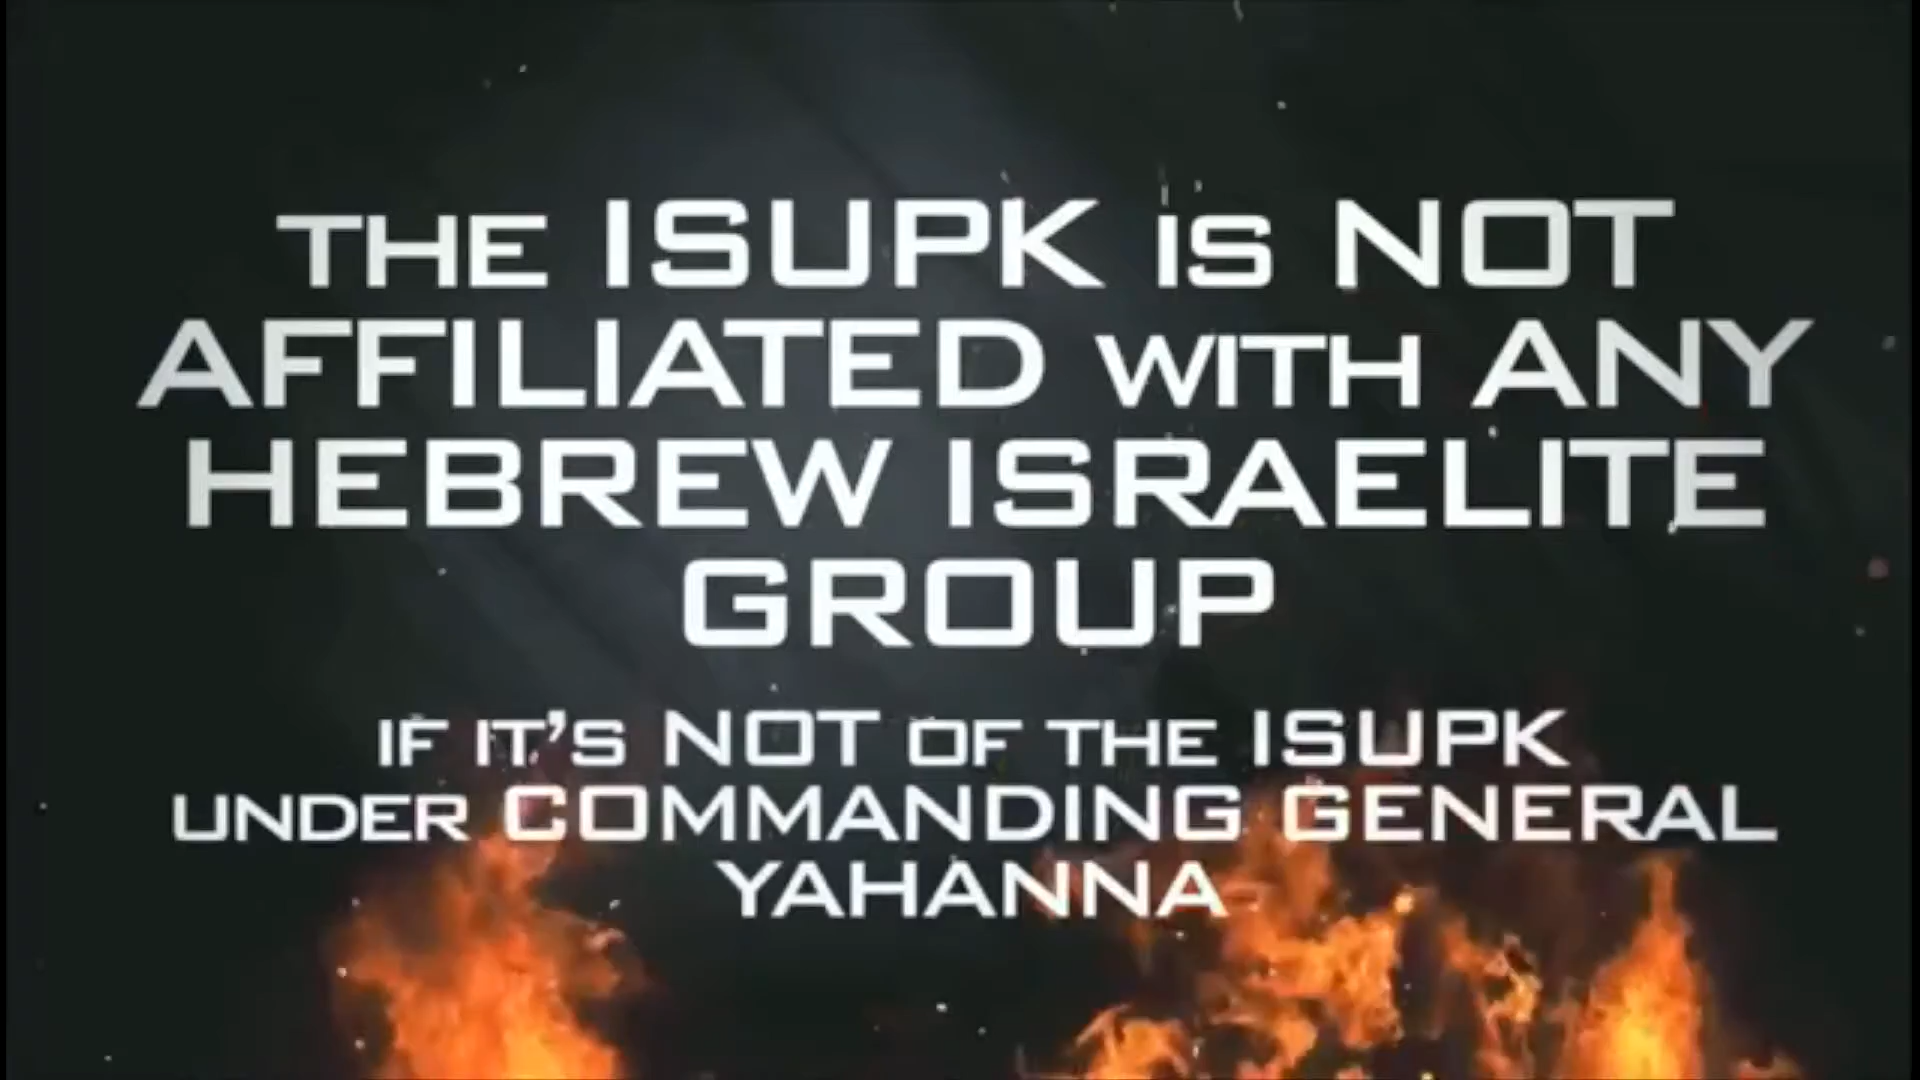 THE ISUPK IS NOT
AFFILIATED WITH ANY
HEBREW ISRAELITE
GROUP
IF IT'S NOT OF THE ISUPK
UNDER COMMANDING GENERAL
YAHANNA